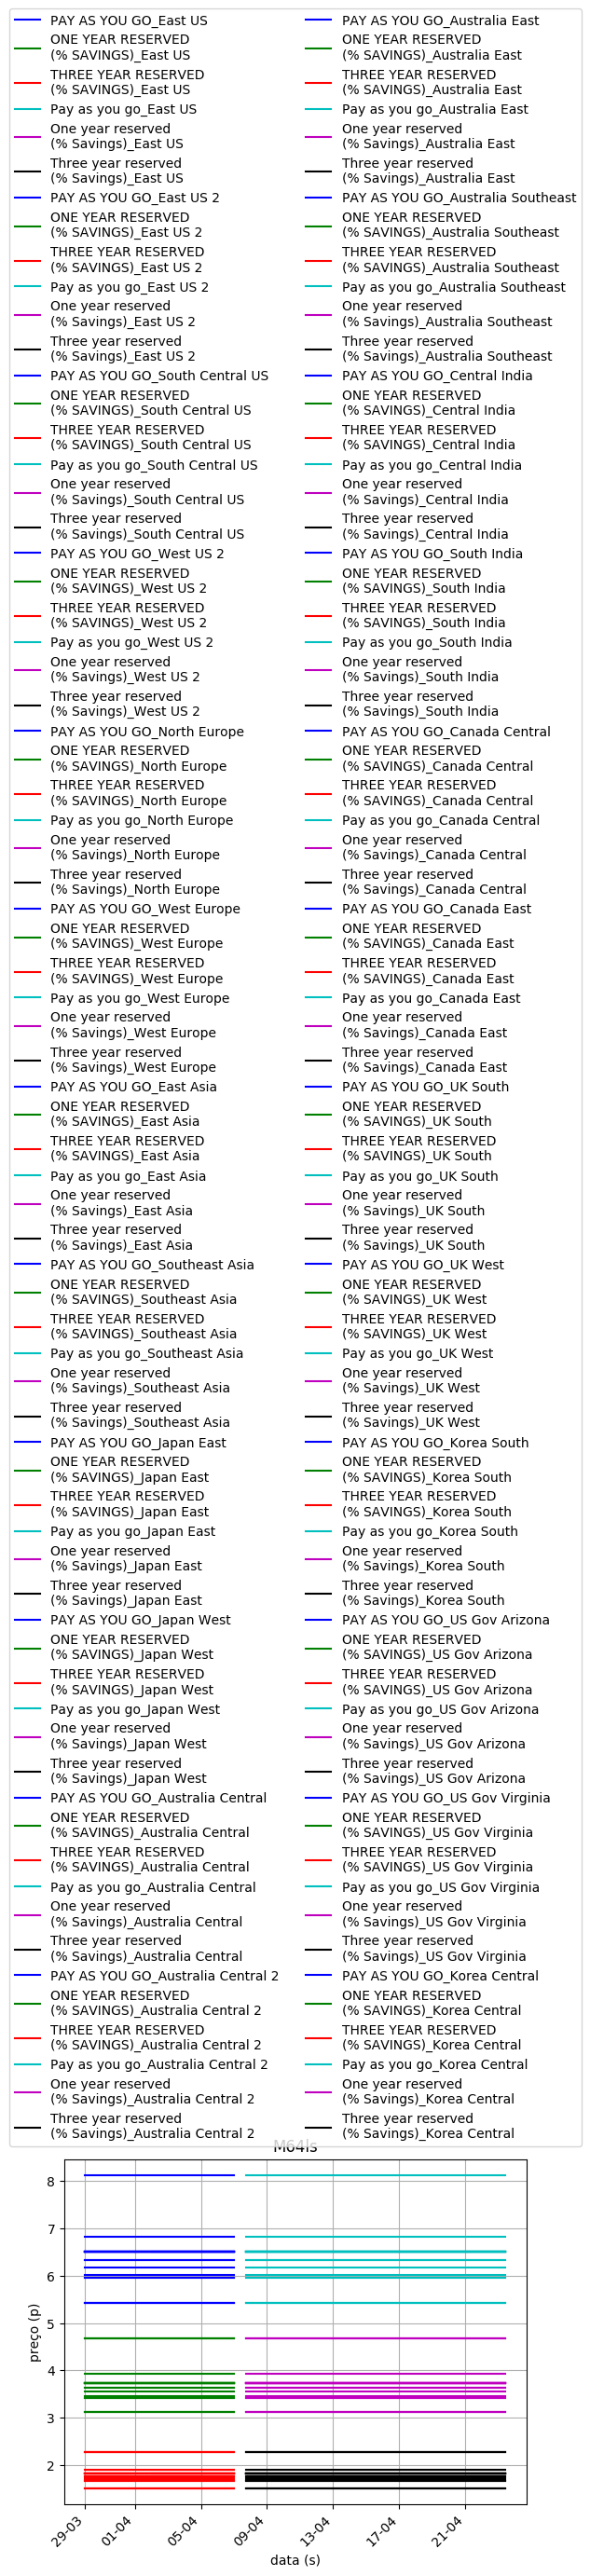 PAY AS YOU GO_East US
ONE YEAR RESERVED
(% SAVINGS)_East US
THREE YEAR RESERVED
(% SAVINGS)_East US
Pay as you go_East US
One year reserved
(% Savings)_East US
Three year reserved
(% Savings)_East US
PAY AS YOU GO_East US 2
ONE YEAR RESERVED
(% SAVINGS)_East US 2
THREE YEAR RESERVED
(% SAVINGS)_East US 2
Pay as you go_East US 2
One year reserved
(% Savings)_East US 2
Three year reserved
(% Savings)_East US 2
PAY AS YOU GO_South Central US
ONE YEAR RESERVED
(% SAVINGS)_South Central US
THREE YEAR RESERVED
(% SAVINGS)_South Central US
Pay as you go_South Central US
One year reserved
(% Savings)_South Central US
Three year reserved
(% Savings)_South Central US
PAY AS YOU GO_West US 2
ONE YEAR RESERVED
(% SAVINGS)_West US 2
THREE YEAR RESERVED
(% SAVINGS)_West US 2
Pay as you go_West US 2
One year reserved
(% Savings)_West US 2
Three year reserved
(% Savings)_West US 2
PAY AS YOU GO_North Europe
ONE YEAR RESERVED
(% SAVINGS)_North Europe
THREE YEAR RESERVED
(% SAVINGS)_North Europe
Pay as you go_North Europe
One year reserved
(% Savings)_North Europe
Three year reserved
(% Savings)_North Europe
PAY AS YOU GO_West Europe
ONE YEAR RESERVED
(% SAVINGS)_West Europe
THREE YEAR RESERVED
(% SAVINGS)_West Europe
Pay as you go_West Europe
One year reserved
(% Savings)_West Europe
Three year reserved
(% Savings)_West Europe
PAY AS YOU GO_East Asia
ONE YEAR RESERVED
(% SAVINGS)_East Asia
THREE YEAR RESERVED
(% SAVINGS)_East Asia
Pay as you go_East Asia
One year reserved
(% Savings)_East Asia
Three year reserved
(% Savings)_East Asia
PAY AS YOU GO_Southeast Asia
ONE YEAR RESERVED
(% SAVINGS)_Southeast Asia
THREE YEAR RESERVED
(% SAVINGS)_Southeast Asia
Pay as you go_Southeast Asia
One year reserved
(% Savings)_Southeast Asia
Three year reserved
(% Savings)_Southeast Asia
PAY AS YOU GO_Japan East
ONE YEAR RESERVED
(% SAVINGS)_Japan East
THREE YEAR RESERVED
(% SAVINGS)_Japan East
Pay as you go_Japan East
One year reserved
(% Savings)_Japan East
Three year reserved
(% Savings)_Japan East
PAY AS YOU GO_Japan West
ONE YEAR RESERVED
(% SAVINGS)_Japan West
THREE YEAR RESERVED
(% SAVINGS)_Japan West
Pay as you go_Japan West
One year reserved
(% Savings)_Japan West
Three year reserved
(% Savings)_Japan West
PAY AS YOU GO_Australia Central
ONE YEAR RESERVED
(% SAVINGS)_Australia Central
THREE YEAR RESERVED
(% SAVINGS)_Australia Central
Pay as you go_Australia Central
One year reserved
(% Savings)_Australia Central
Three year reserved
(% Savings)_Australia Central
PAY AS YOU GO_Australia Central 2
ONE YEAR RESERVED
(% SAVINGS)_Australia Central 2
THREE YEAR RESERVED
(% SAVINGS)_Australia Central 2
Pay as you go_Australia Central 2
One year reserved
(% Savings)_Australia Central 2
Three year reserved
(% Savings)_Australia Central 2
PAY AS YOU GO_Australia East
ONE YEAR RESERVED
(% SAVINGS)_Australia East
THREE YEAR RESERVED
(% SAVINGS)_Australia East
Pay as you go_Australia East
One year reserved
(% Savings)_Australia East
Three year reserved
(% Savings)_Australia East
PAY AS YOU GO_Australia Southeast
ONE YEAR RESERVED
(% SAVINGS)_Australia Southeast
THREE YEAR RESERVED
(% SAVINGS)_Australia Southeast
Pay as you go_Australia Southeast
One year reserved
(% Savings)_Australia Southeast
Three year reserved
(% Savings)_Australia Southeast
PAY AS YOU GO_Central India
ONE YEAR RESERVED
(% SAVINGS)_Central India
THREE YEAR RESERVED
(% SAVINGS)_Central India
Pay as you go_Central India
One year reserved
(% Savings)_Central India
Three year reserved
(% Savings)_Central India
PAY AS YOU GO_South India
ONE YEAR RESERVED
(% SAVINGS)_South India
THREE YEAR RESERVED
(% SAVINGS)_South India
Pay as you go_South India
One year reserved
(% Savings)_South India
Three year reserved
(% Savings)_South India
PAY AS YOU GO_Canada Central
ONE YEAR RESERVED
(% SAVINGS)_Canada Central
THREE YEAR RESERVED
(% SAVINGS)_Canada Central
Pay as you go_Canada Central
One year reserved
(% Savings)_Canada Central
Three year reserved
(% Savings)_Canada Central
PAY AS YOU GO_Canada East
ONE YEAR RESERVED
(% SAVINGS)_Canada East
THREE YEAR RESERVED
(% SAVINGS)_Canada East
Pay as you go_Canada East
One year reserved
(% Savings)_Canada East
Three year reserved
(% Savings)_Canada East
PAY AS YOU GO_UK South
ONE YEAR RESERVED
(% SAVINGS)_UK South
THREE YEAR RESERVED
(% SAVINGS)_UK South
Pay as you go_UK South
One year reserved
(% Savings)_UK South
Three year reserved
(% Savings)_UK South
PAY AS YOU GO_UK West
ONE YEAR RESERVED
(% SAVINGS)_UK West
THREE YEAR RESERVED
(% SAVINGS)_UK West
Pay as you go_UK West
One year reserved
(% Savings)_UK West
Three year reserved
(% Savings)_UK West
PAY AS YOU GO_Korea South
ONE YEAR RESERVED
(% SAVINGS)_Korea South
THREE YEAR RESERVED
(% SAVINGS)_Korea South
Pay as you go_Korea South
One year reserved
(% Savings)_Korea South
Three year reserved
(% Savings)_Korea South
PAY AS YOU GO_US Gov Arizona
ONE YEAR RESERVED
(% SAVINGS)_US Gov Arizona
THREE YEAR RESERVED
(% SAVINGS)_US Gov Arizona
Pay as you go_US Gov Arizona
One year reserved
(% Savings)_US Gov Arizona
Three year reserved
(% Savings)_US Gov Arizona
PAY AS YOU GO_US Gov Virginia
ONE YEAR RESERVED
(% SAVINGS)_US Gov Virginia
THREE YEAR RESERVED
(% SAVINGS)_US Gov Virginia
Pay as you go_US Gov Virginia
One year reserved
(% Savings)_US Gov Virginia
Three year reserved
(% Savings)_US Gov Virginia
PAY AS YOU GO_Korea Central
ONE YEAR RESERVED
(% SAVINGS)_Korea Central
THREE YEAR RESERVED
(% SAVINGS)_Korea Central
Pay as you go_Korea Central
One year reserved
(% Savings)_Korea Central
Three year reserved
(% Savings)_Korea Central
M64ls
8
7
6
5
4
3
2
preço (p)
29-03
01-04
05-04
09-04
13-04
17-04
21-04
data (s)